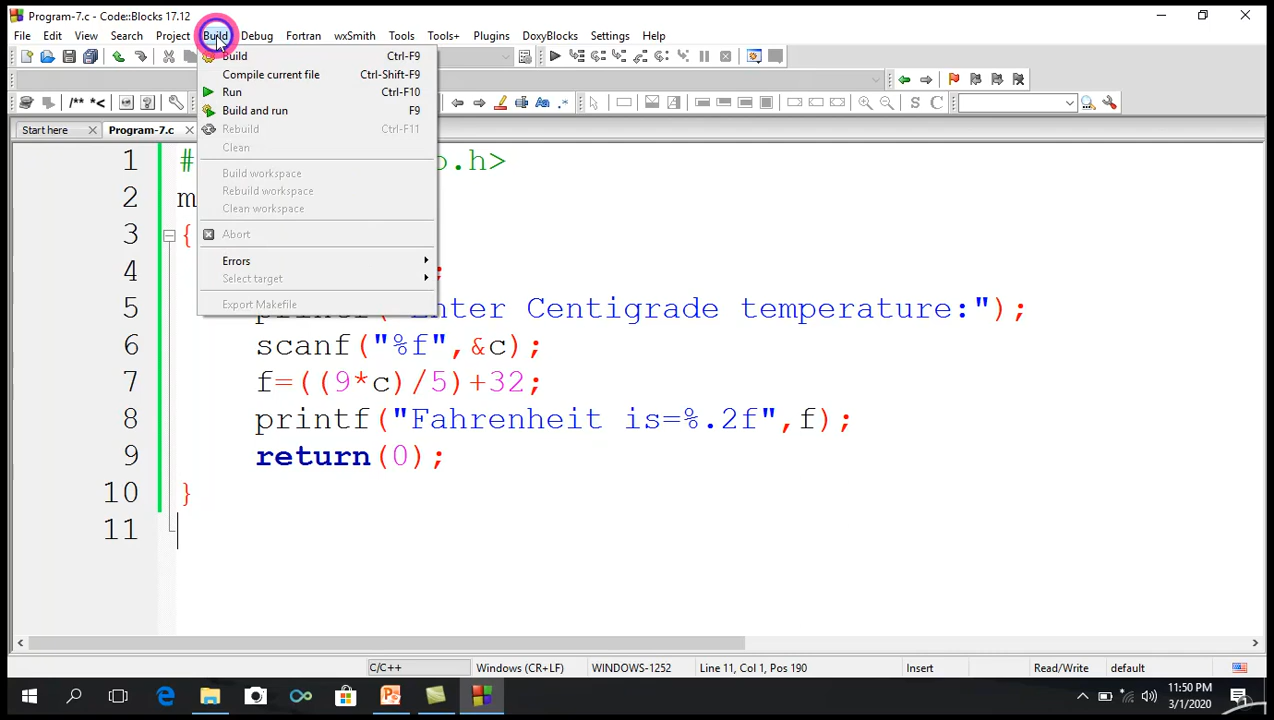 Program-7.c - Code::Blocks 17.12
File Edit View Search Project Build Debug Fortran wxSmith Tools Tools+ Plugins DoxyBlocks Settings Help
Build Ctrl-F9
Compile current file Ctrl-Shift-F9
Run Ctrl-F10
Build and run F9
Rebuild Ctrl-F11
Clean
Build workspace
Rebuild workspace
Clean workspace
Abort
Errors
Select target
Export Makefile
/** *<
Aa .*
S C
Start here Program-7.c
1 # .h>
2 m
3 {
4 ;
5 Enter Centigrade temperature:");
6 scanf("%f",&c);
7 f=((9*c)/5)+32;
8 printf("Fahrenheit is=%.2f",f);
9 return(0);
10 }
11
C/C++ Windows (CR+LF) WINDOWS-1252 Line 11, Col 1, Pos 190 Insert Read/Write default
11:50 PM
3/1/2020